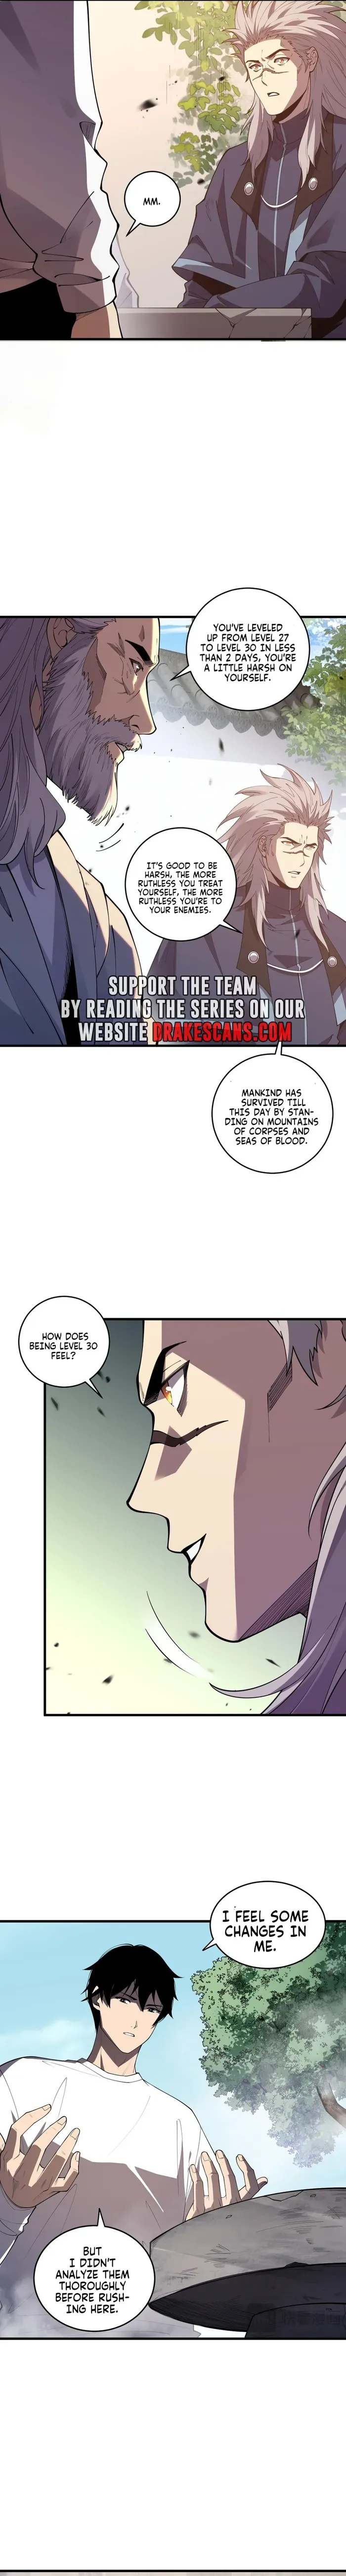 MM.
YOU'VE LEVELED
UP FROM LEVEL 27
TO LEVEL 30 IN LESS
THAN 2 DAYS, YOU'RE
A LITTLE HARSH ON
YOURSELF.
IT'S GOOD TO BE
HARSH, THE MORE
RUTHLESS YOU TREAT
YOURSELF, THE MORE
RUTHLESS YOU'RE TO
YOUR ENEMIES.
SUPPORT THE TEAM
BY READING THE SERIES ON OUR
WEBSITE DRAKESCANS.COM
MANKIND HAS
SURVIVED TILL
THIS DAY BY STAN-
DING ON MOUNTAINS
OF CORPSES AND
SEAS OF BLOOD.
HOW DOES
BEING LEVEL 30
FEEL?
I FEEL SOME
CHANGES IN
ME.
BUT
I DIDN'T
ANALYZE THEM
THOROUGHLY
BEFORE RUSH-
ING HERE.